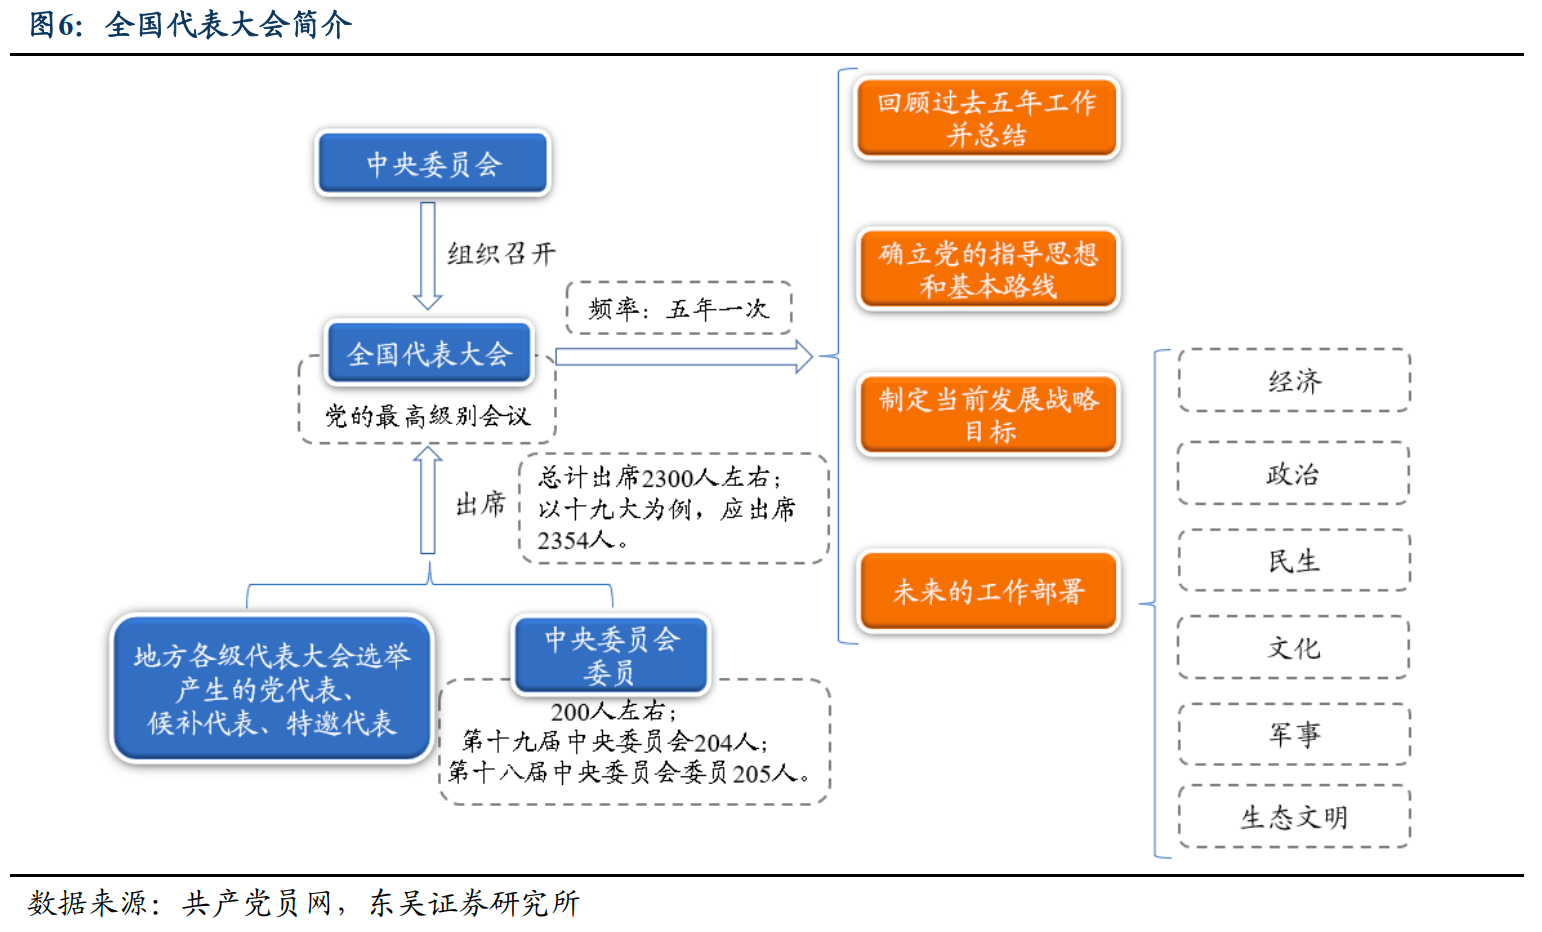 图6：全国代表大会简介
中央委员会
组织召开
全国代表大会
党的最高级别会议
频率：五年一次
出席
总计出席2300人左右；
以十九大为例，应出席
2354人。
地方各级代表大会选举
产生的党代表、
候补代表、特邀代表
中央委员会
委员
200人左右；
第十九届中央委员会204人；
第十八届中央委员会委员205人。
回顾过去五年工作
并总结
确立党的指导思想
和基本路线
制定当前发展战略
目标
未来的工作部署
经济
政治
民生
文化
军事
生态文明
数据来源：共产党员网，东吴证券研究所